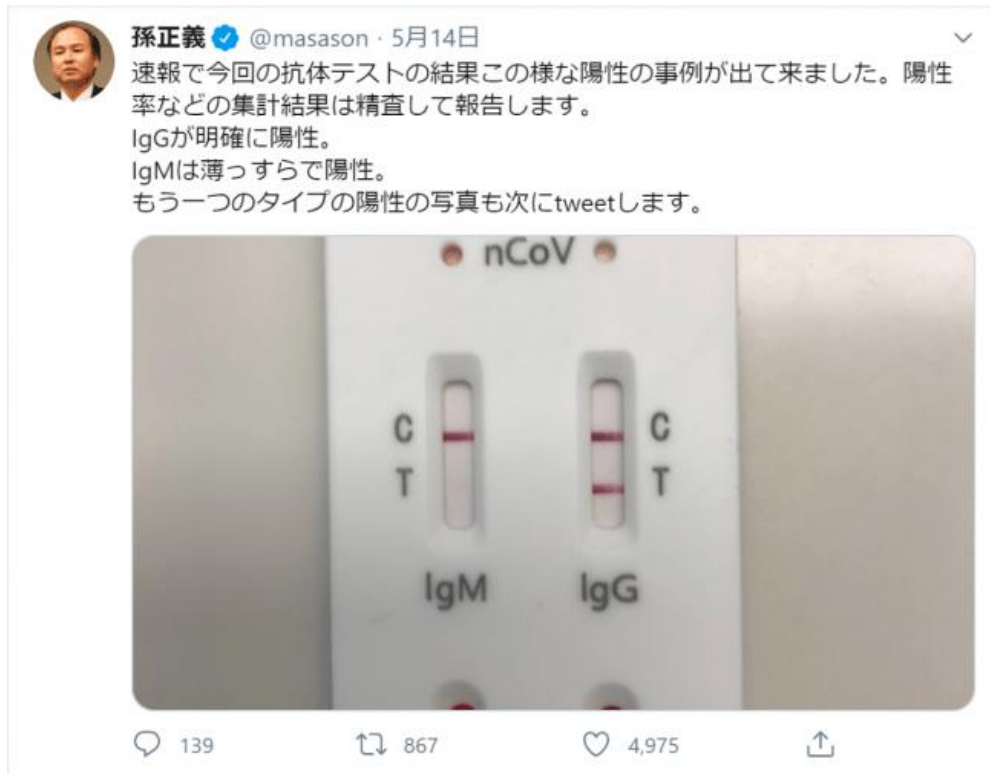 孫正義 @masason · 5月14日
速報で今回の抗体テストの結果この様な陽性の事例が出て来ました。陽性
率などの集計結果は精査して報告します。
IgGが明確に陽性。
IgMは薄っすらで陽性。
もう一つのタイプの陽性の写真も次にtweetします。
nCoV
C C
T T
IgM IgG
139 867 4,975